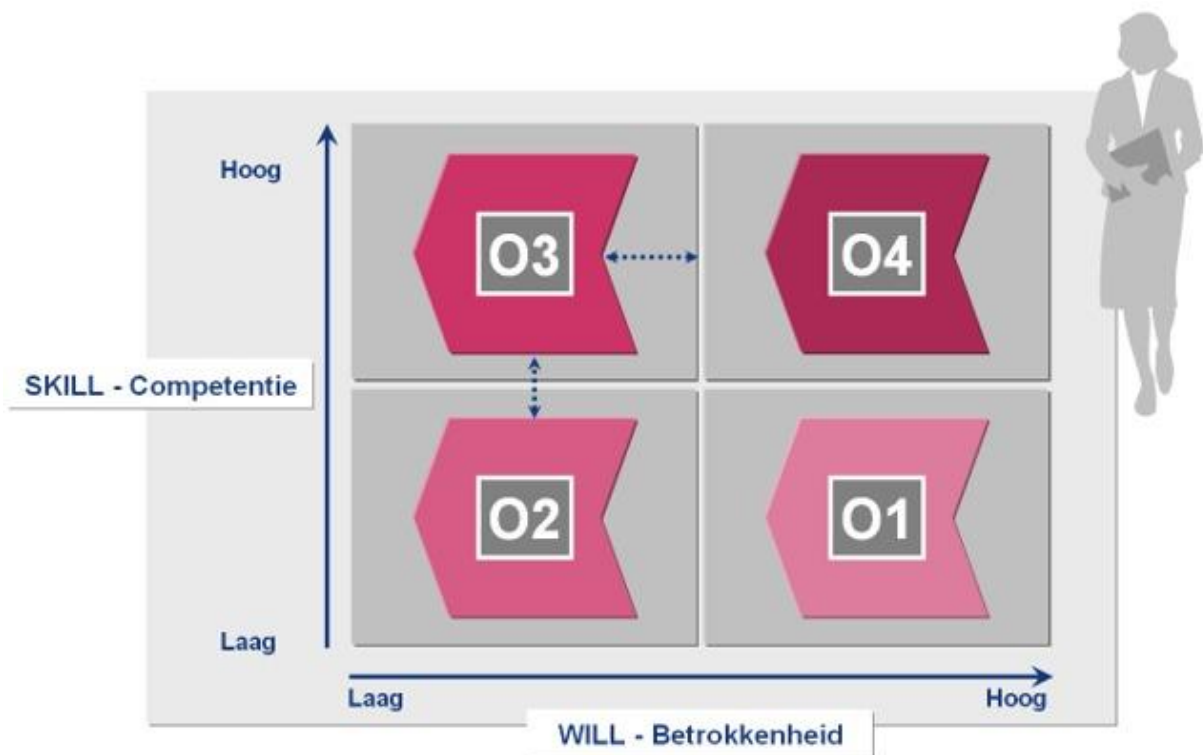 Hoog
O3
O4
SKILL - Competentie
O2
O1
Laag
Laag
Hoog
WILL - Betrokkenheid